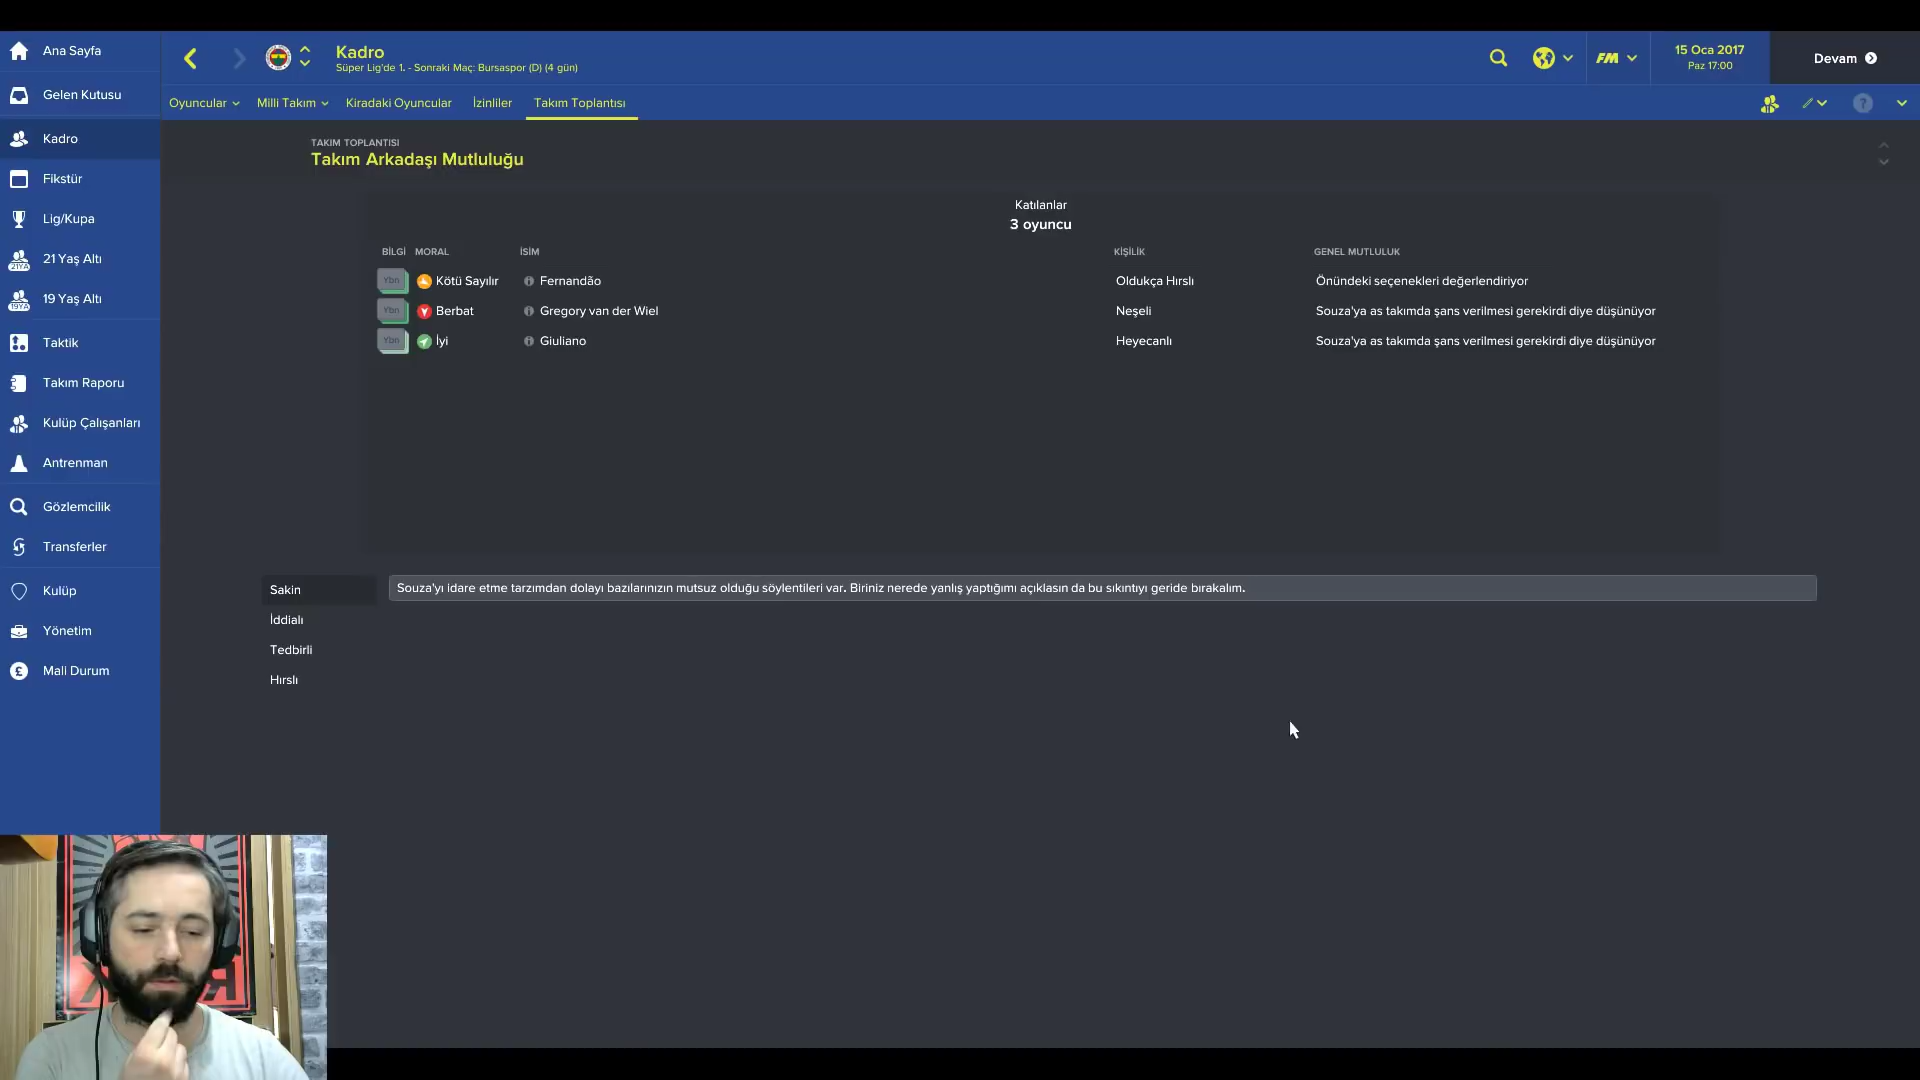 Ana Sayfa
Gelen Kutusu
Kadro
Fikstür
Lig/Kupa
21YA
21 Yaş Altı
19YA
19 Yaş Altı
Taktik
Takım Raporu
Kulüp Çalışanları
Antrenman
Gözlemcilik
Transferler
Kulüp
Yönetim
Mali Durum
Kadro
Süper Lig'de 1. - Sonraki Maç: Bursaspor (D) (4 gün)
FM
15 Oca 2017
Paz 17:00
Devam
Oyuncular
Milli Takım
Kiradaki Oyuncular
İzinliler
Takım Toplantısı
?
TAKIM TOPLANTISI
Takım Arkadaşı Mutluluğu
Katılanlar
3 oyuncu
BİLGİ MORAL İSİM KİŞİLİK GENEL MUTLULUK
Ybn Kötü Sayılır Fernandão Oldukça Hırslı Önündeki seçenekleri değerlendiriyor
Ybn Berbat Gregory van der Wiel Neşeli Souza'ya as takımda şans verilmesi gerekirdi diye düşünüyor
Ybn İyi Giuliano Heyecanlı Souza'ya as takımda şans verilmesi gerekirdi diye düşünüyor
Sakin
İddialı
Tedbirli
Hırslı
Souza'yı idare etme tarzımdan dolayı bazılarınızın mutsuz olduğu söylentileri var. Biriniz nerede yanlış yaptığımı açıklasın da bu sıkıntıyı geride bırakalım.